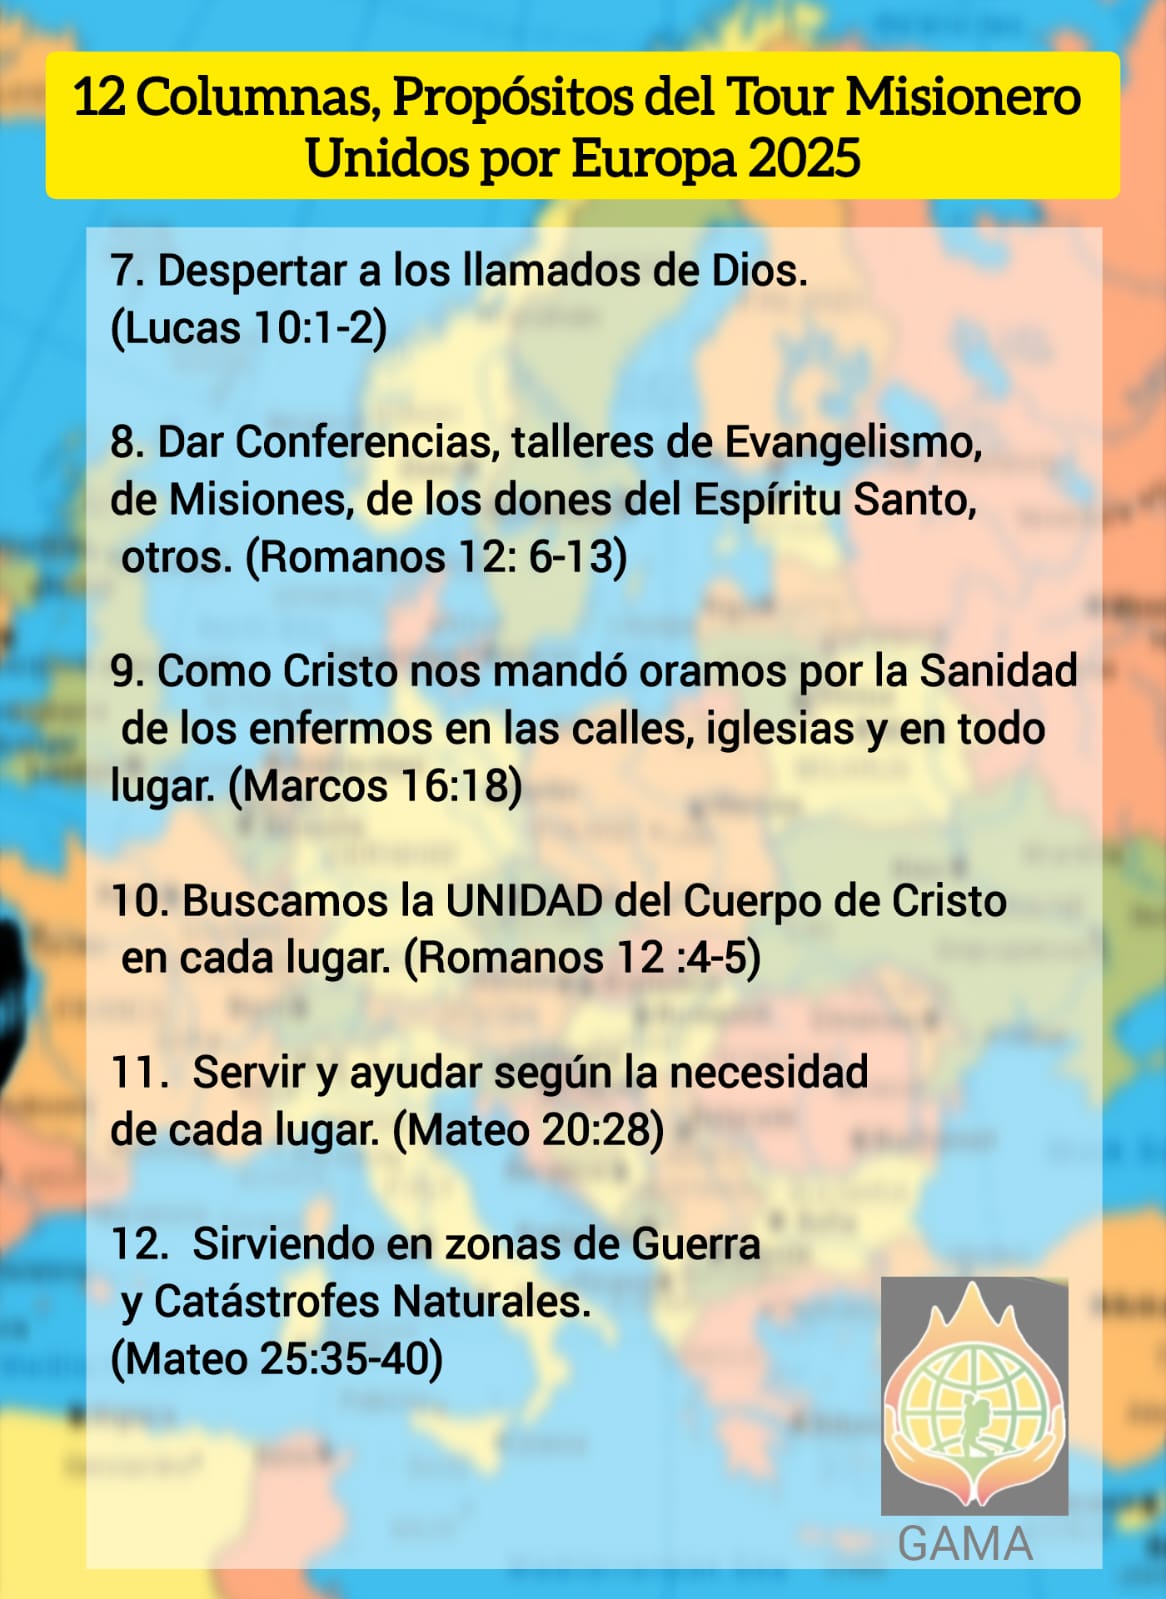 12 Columnas, Propósitos del Tour Misionero
Unidos por Europa 2025
7. Despertar a los llamados de Dios.
(Lucas 10:1-2)
8. Dar Conferencias, talleres de Evangelismo,
de Misiones, de los dones del Espíritu Santo,
otros. (Romanos 12: 6-13)
9. Como Cristo nos mandó oramos por la Sanidad
de los enfermos en las calles, iglesias y en todo
lugar. (Marcos 16:18)
10. Buscamos la UNIDAD del Cuerpo de Cristo
en cada lugar. (Romanos 12 :4-5)
11.  Servir y ayudar según la necesidad
de cada lugar. (Mateo 20:28)
12.  Sirviendo en zonas de Guerra
y Catástrofes Naturales.
(Mateo 25:35-40)
GAMA